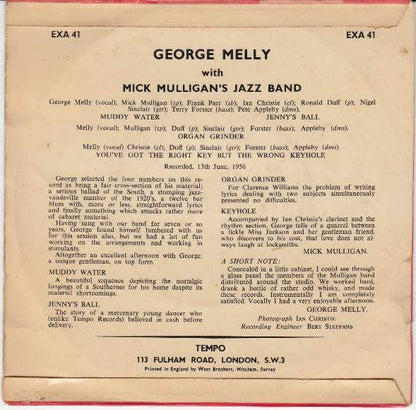 EXA 41 EXA 41
GEORGE MELLY
with
MICK MULLIGAN'S JAZZ BAND
George Melly (vocal); Mick Mulligan (tp); Frank Parr (tb); Ian Christie (cl); Ronald Duff (p); Nigel
Sinclair (gtr); Terry Forster (bass); Pete Appleby (dms).
MUDDY WATER JENNY'S BALL
Melly (vocal); Mulligan (tp); Duff (p); Sinclair (gtr); Forster (bass); Appleby (dms).
ORGAN GRINDER
Melly (vocal) Christie (cl); Duff (p); Sinclair (gtr); Forster (bass); Appleby (dms)
YOU'VE GOT THE RIGHT KEY BUT THE WRONG KEYHOLE
Recorded, 13th June, 1956
George selected the four numbers on this re-
cord as being a fair cross-section of his material;
a serious ballad of the South, a stomping jazz-
vaudeville number of the 1920's, a twelve bar
blues with, more or less, straightforward lyrics
and finally something which smacks rather more
of cabaret material.
Having sung with our band for seven or so
years, George found himself lumbered with us
for this session also, but we had a lot of fun
working on the arrangements and working in
stimulants.
Altogether an excellent afternoon with George,
a unique gentleman, on top form.
MUDDY WATER
A beautiful sequence depicting the nostalgic
longings of a Southerner for his home despite its
material shortcomings.
JENNY'S BALL
The story of a mercenary young dancer who
(unlike Tempo Records) believed in cash before
delivery.
ORGAN GRINDER
For Clarence Williams the problem of writing
lyrics dealing with two subjects simultaneously
presented no difficulties.
KEYHOLE
Accompanied by Ian Christie's clarinet and the
rhythm section, George tells of a quarrel between
a fickle Miss Jackson and her gentleman friend,
who discovers to his cost, that love does not al-
ways laugh at locksmiths.
MICK MULLIGAN.
A SHORT NOTE:
Concealed in a little cabinet, I could see through
a glass panel the members of the Mulligan band
distributed around the studio. We worked hard,
drank a bottle of rather odd whisky, and made
these records. Instrumentally I am completely
satisfied. Vocally I had a very enjoyable afternoon.
GEORGE MELLY.
Photograph IAN CHRISTIE.
Recording Engineer BERT STEFFENS
TEMPO
113 FULHAM ROAD, LONDON, S.W.3
Printed in England by West Brothers, Mitcham, Surrey